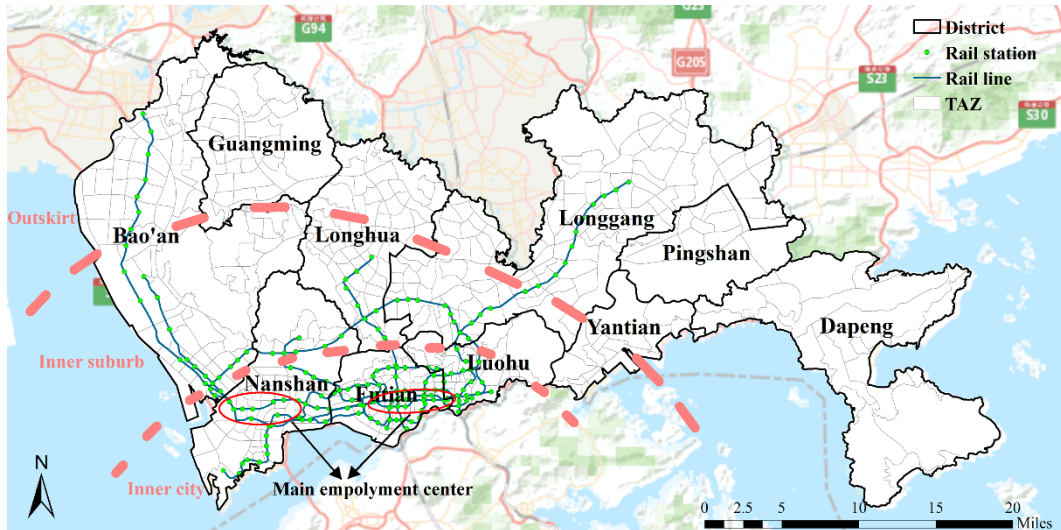 G94
G25
G205
S23
S30
District
Rail station
Rail line
TAZ
Guangming
Outskirt
Bao'an
Longhua
Longgang
Pingshan
Yantian
Dapeng
Inner suburb
Luohu
Nanshan
Futian
Inner city
Main empolyment center
N
0 2.5 5 10 15 20
Miles